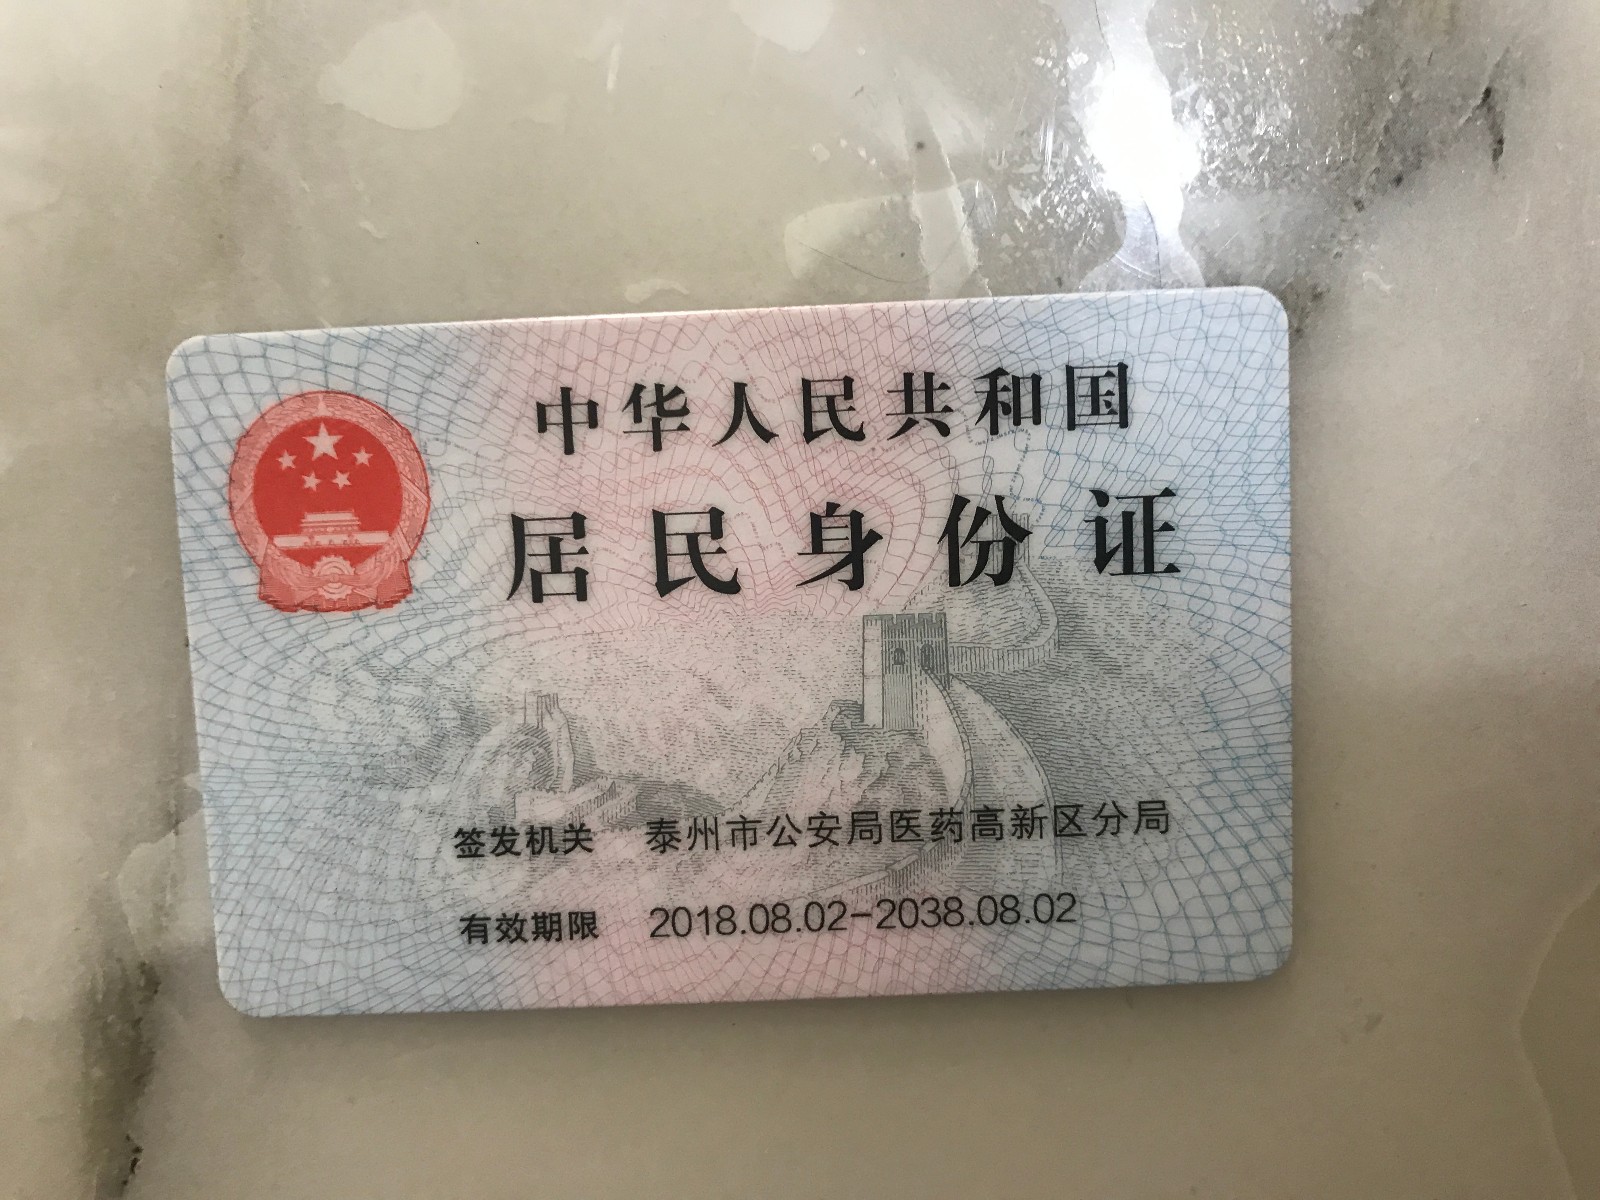 中华人民共和国
居民身份证
签发机关 泰州市公安局医药高新区分局
有效期限 2018.08.02-2038.08.02